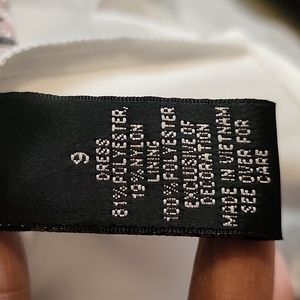 9
DRESS
81% POLYESTER
19% NYLON
LINING
100% POLYESTER
EXCLUSIVE OF
DECORATION
MADE IN VIETNAM
SEE OVER FOR
CARE